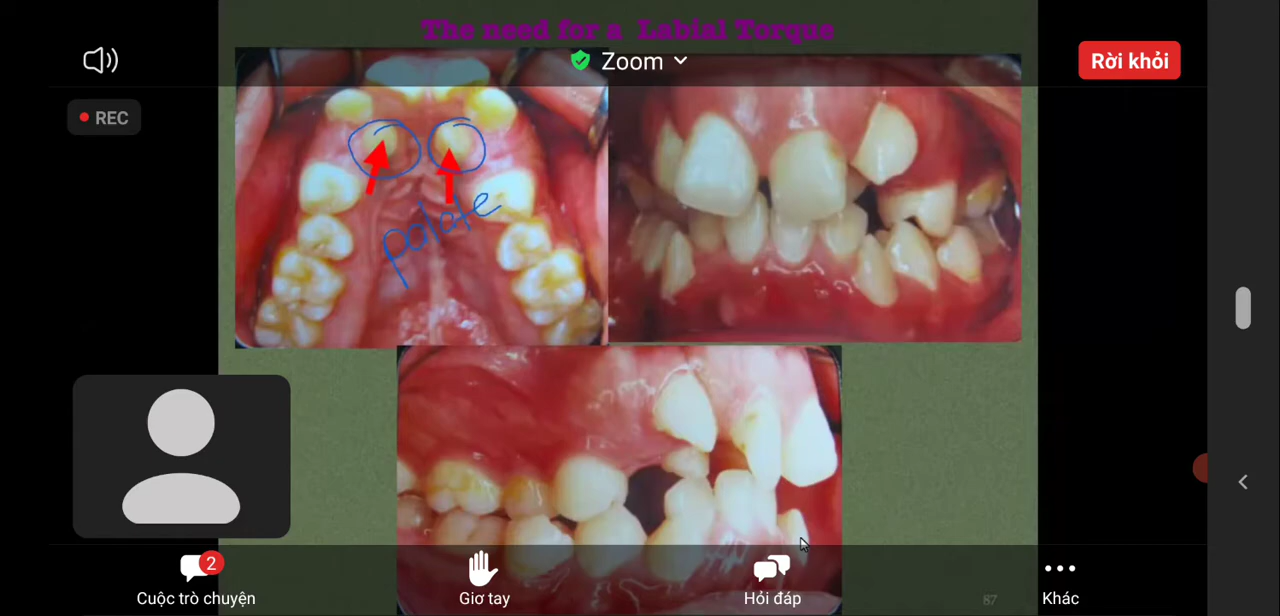 The need for a Labial Torque
Zoom
Rời khỏi
REC
palate
2
Cuộc trò chuyện
Giơ tay
Hỏi đáp
Khác
87